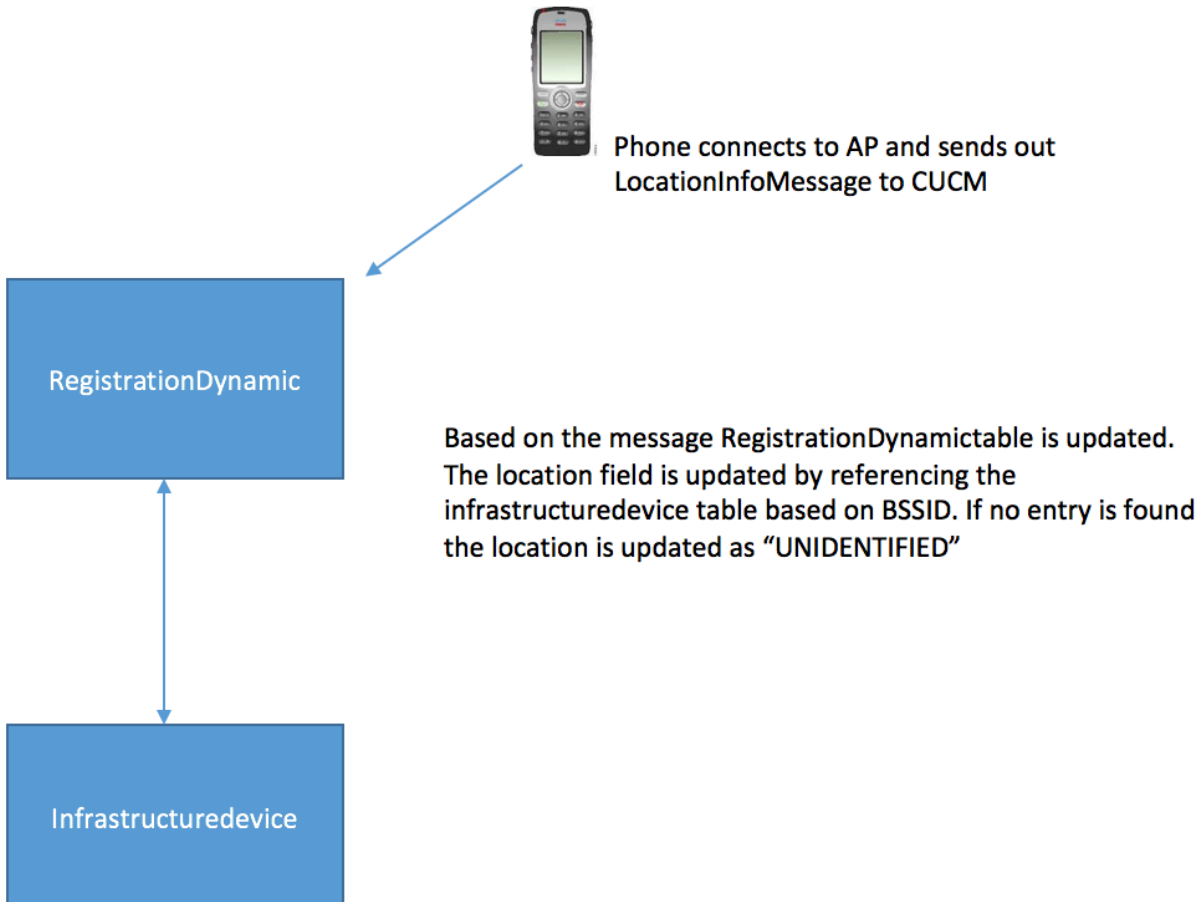 Phone connects to AP and sends out
LocationInfoMessage to CUCM
RegistrationDynamic
Based on the message RegistrationDynamictable is updated.
The location field is updated by referencing the
infrastructuredevice table based on BSSID. If no entry is found
the location is updated as “UNIDENTIFIED”
Infrastructuredevice